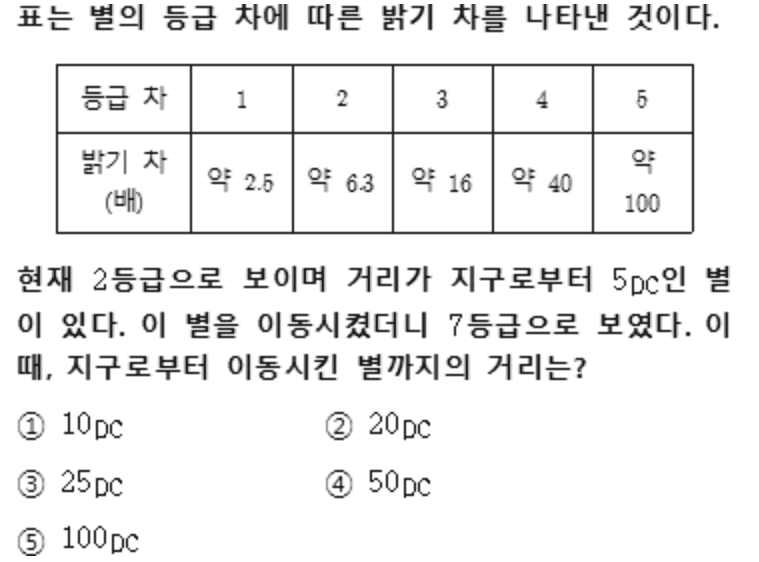 표는 별의 등급 차에 따른 밝기 차를 나타낸 것이다.
등급 차 1 2 3 4 5
밝기 차 (배) 약 2.5 약 6.3 약 16 약 40 약 100
현재 2등급으로 보이며 거리가 지구로부터 5pc인 별
이 있다. 이 별을 이동시켰더니 7등급으로 보였다. 이
때, 지구로부터 이동시킨 별까지의 거리는?
① 10pc ② 20pc
③ 25pc ④ 50pc
⑤ 100pc